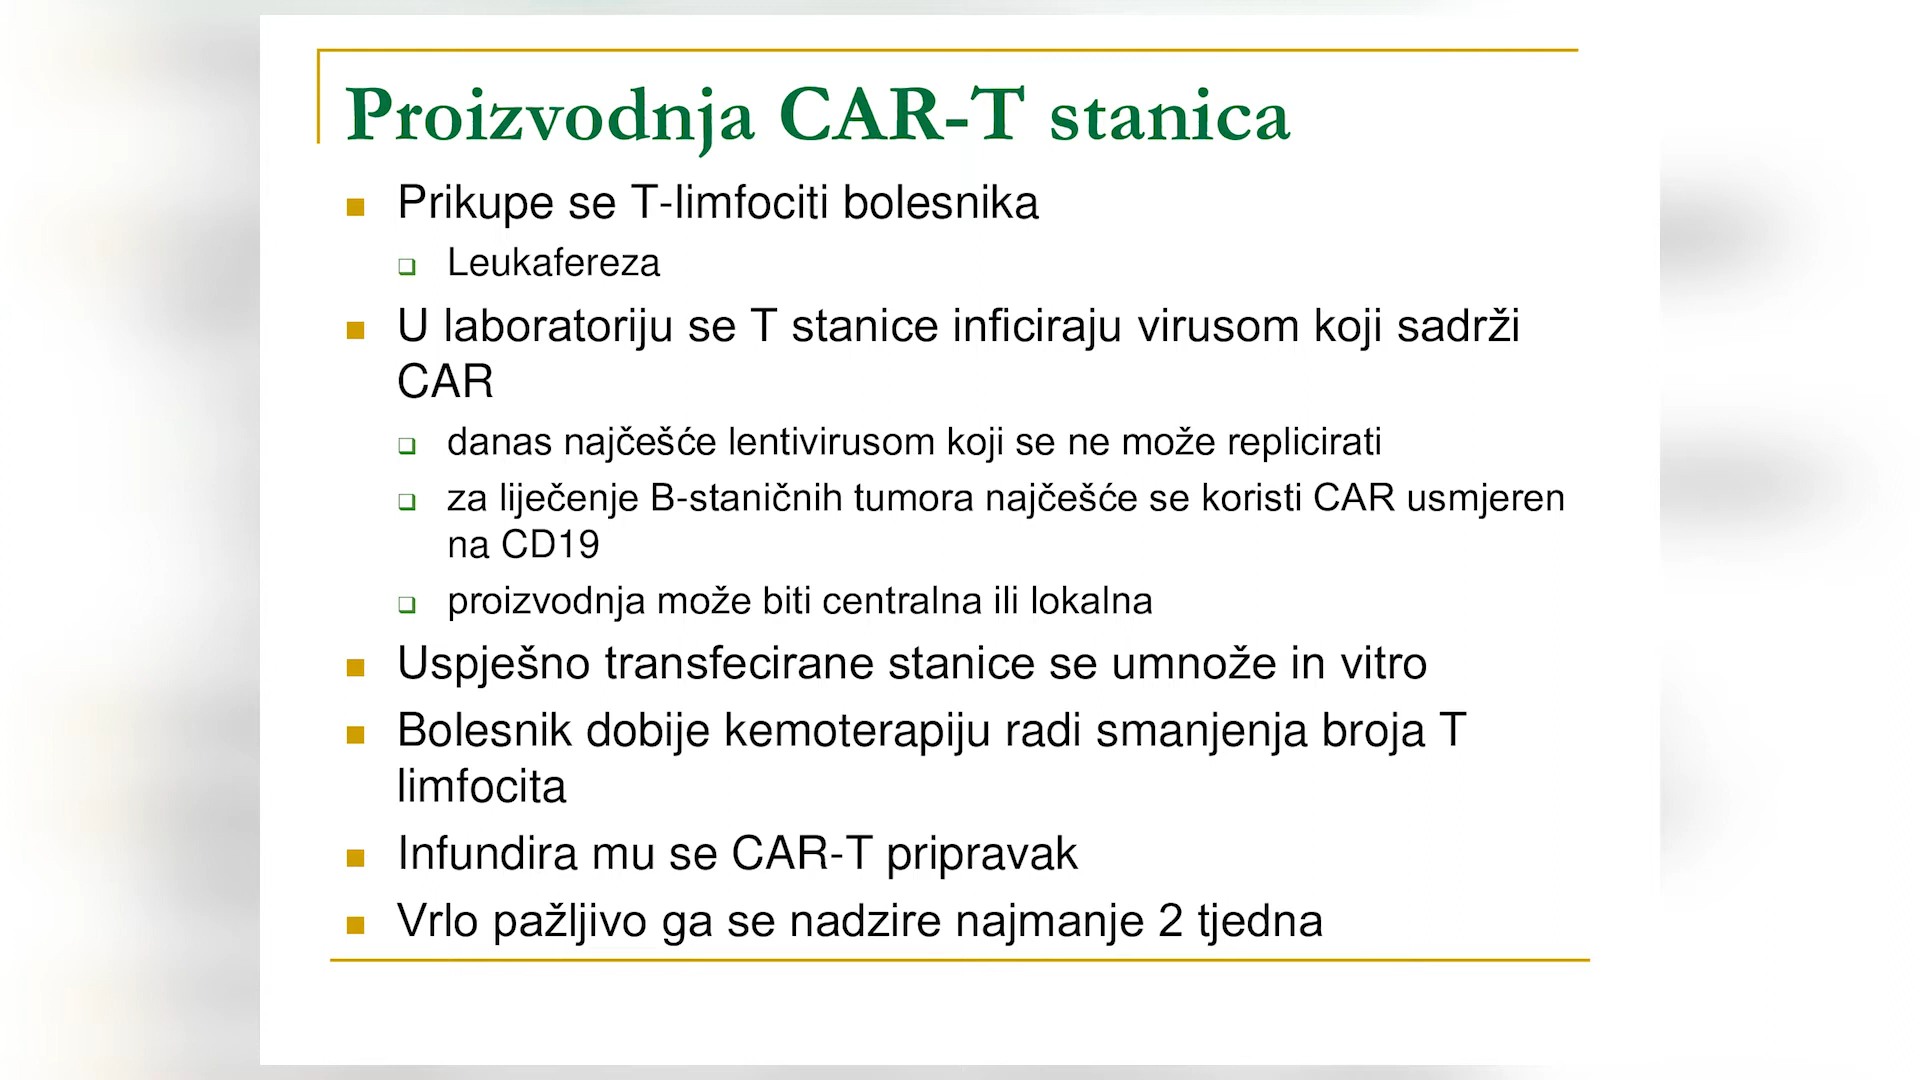 Proizvodnja CAR-T stanica
Prikupe se T-limfociti bolesnika
Leukafereza
U laboratoriju se T stanice inficiraju virusom koji sadrži
CAR
danas najčešće lentivirusom koji se ne može replicirati
za liječenje B-staničnih tumora najčešće se koristi CAR usmjeren
na CD19
proizvodnja može biti centralna ili lokalna
Uspješno transfecirane stanice se umnože in vitro
Bolesnik dobije kemoterapiju radi smanjenja broja T
limfocita
Infundira mu se CAR-T pripravak
Vrlo pažljivo ga se nadzire najmanje 2 tjedna